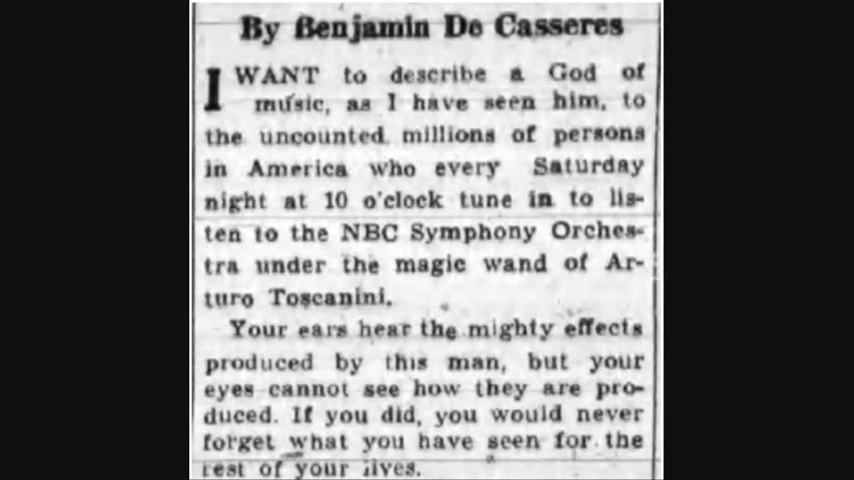 By Benjamin De Casseres
I WANT to describe a God of
music, as I have seen him, to
the uncounted millions of persons
in America who every Saturday
night at 10 o'clock tune in to lis-
ten to the NBC Symphony Orches-
tra under the magic wand of Ar-
turo Toscanini.
Your ears hear the mighty effects
produced by this man, but your
eyes cannot see how they are pro-
duced. If you did, you would never
forget what you have seen for the
rest of your lives.